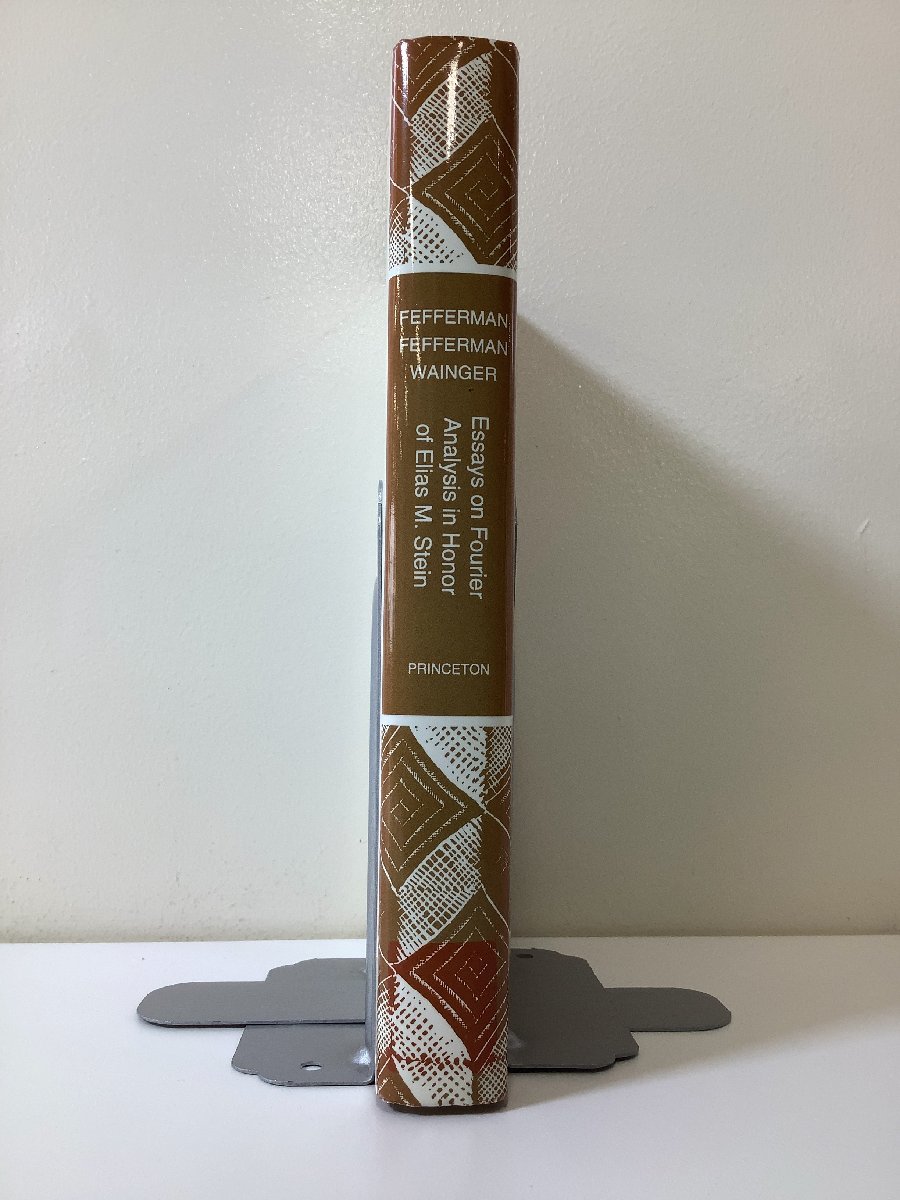 FEFFERMAN
FEFFERMAN
WAINGER
Essays on Fourier
Analysis in Honor
of Elias M. Stein
PRINCETON